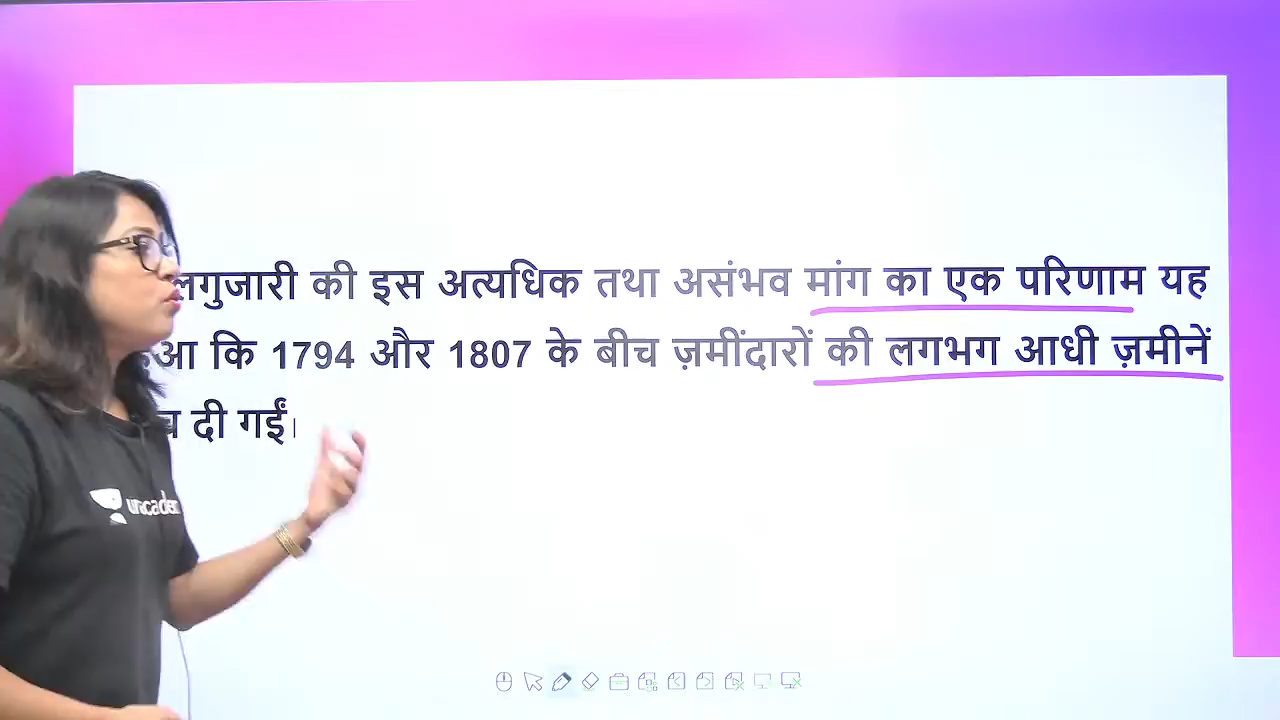 की इस अत्यधिक तथा असंभव मांग का एक परिणाम यह
कि 1794 और 1807 के बीच ज़मींदारों की लगभग आधी ज़मीनें
दी गईं।